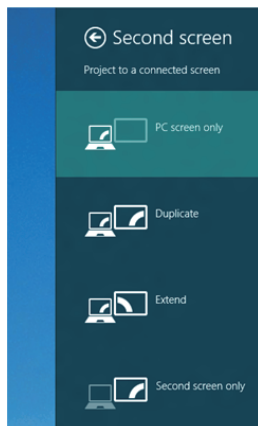 Second screen
Project to a connected screen
PC screen only
Duplicate
Extend
Second screen only